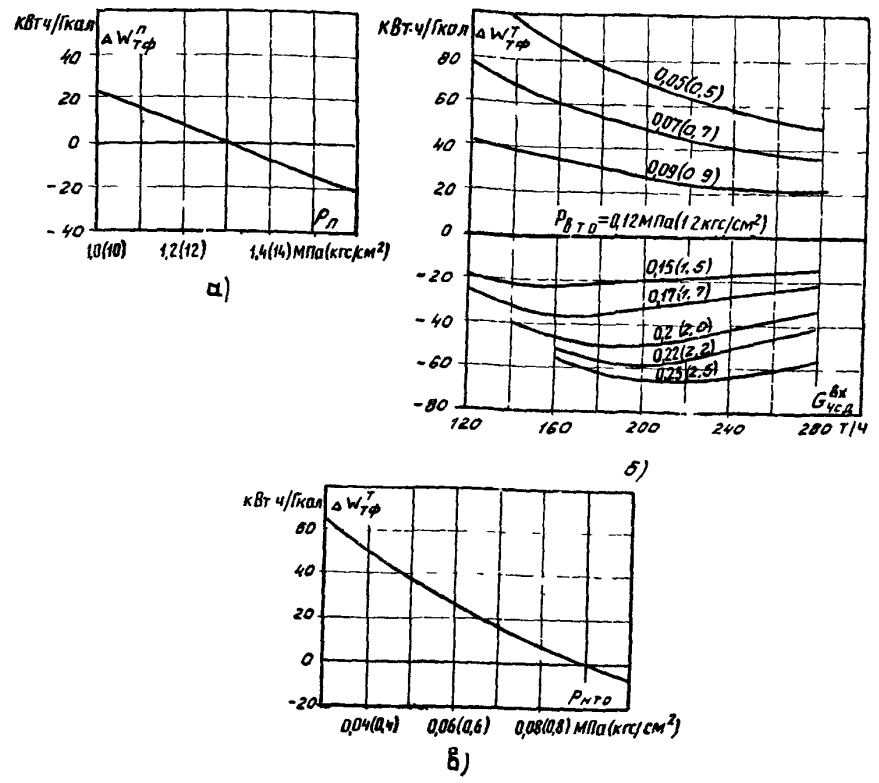 кВт·ч/Гкал
ΔW^п_тф
40
20
0
-20
-40
Pп
1,0(10) 1,2(12) 1,4(14) МПа(кгс/см²)
а)
кВт·ч/Гкал
ΔW^т_тф
80
60
40
20
0
-20
-40
-60
-80
0,05(0,5)
0,07(0,7)
0,09(0,9)
Pвто=0,12МПа(1,2кгс/см²)
0,15(1,5)
0,17(1,7)
0,2(2,0)
0,22(2,2)
0,25(2,5)
G^вх_чсд
120 160 200 240 280 Т/ч
б)
кВт·ч/Гкал
ΔW^т_тф
60
40
20
0
-20
Pнто
0,04(0,4) 0,06(0,6) 0,08(0,8) МПа(кгс/см²)
в)